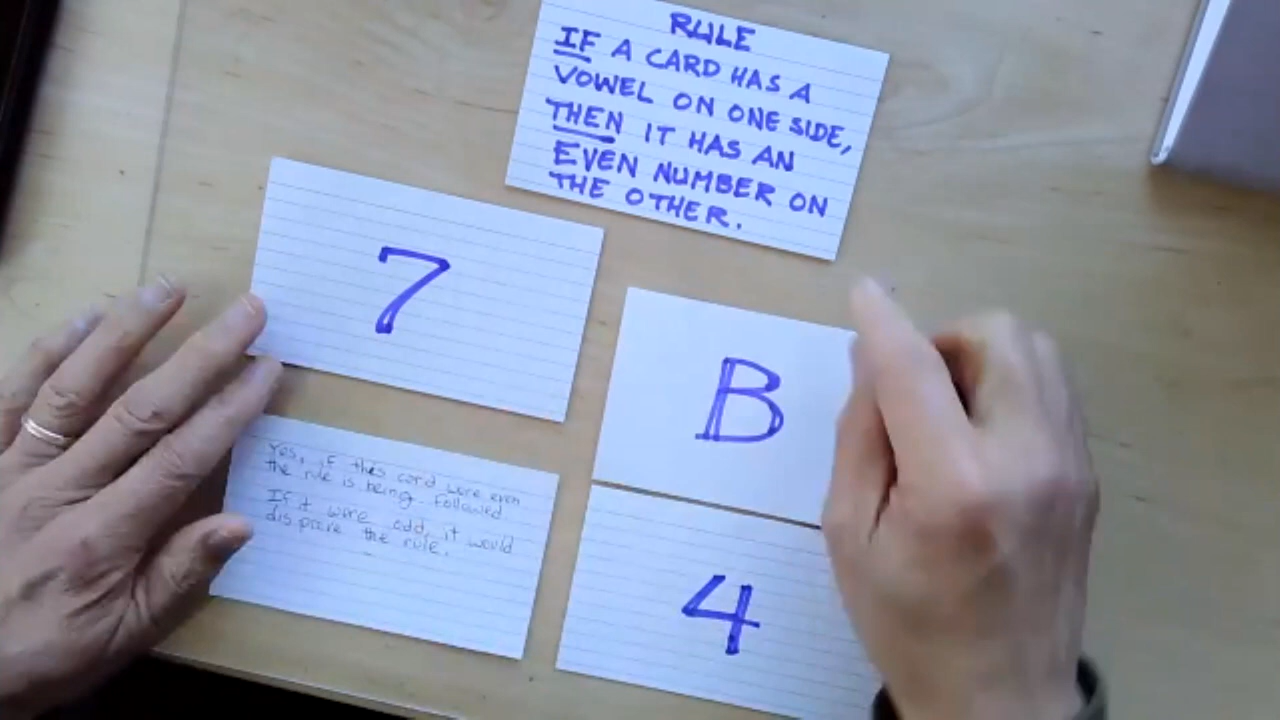 RULE
IF A CARD HAS A
VOWEL ON ONE SIDE,
THEN IT HAS AN
EVEN NUMBER ON
THE OTHER.
7
B
Yes, if this card were even
the rule is being followed
If it were odd, it would
disprove the rule.
4